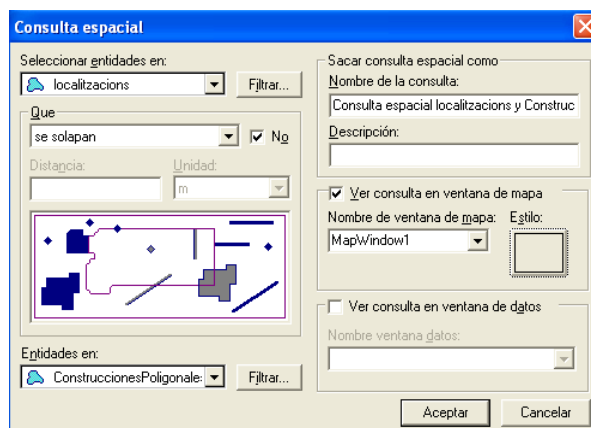 Consulta espacial
Seleccionar entidades en:
localitzacions
Filtrar...
Que
se solapan
No
Distancia:
Unidad:
m
Entidades en:
ConstruccionesPoligonale:
Filtrar...
Sacar consulta espacial como
Nombre de la consulta:
Consulta espacial localitzacions y Construc
Descripción:
Ver consulta en ventana de mapa
Nombre de ventana de mapa:
Estilo:
MapWindow1
Ver consulta en ventana de datos
Nombre ventana datos:
Aceptar
Cancelar